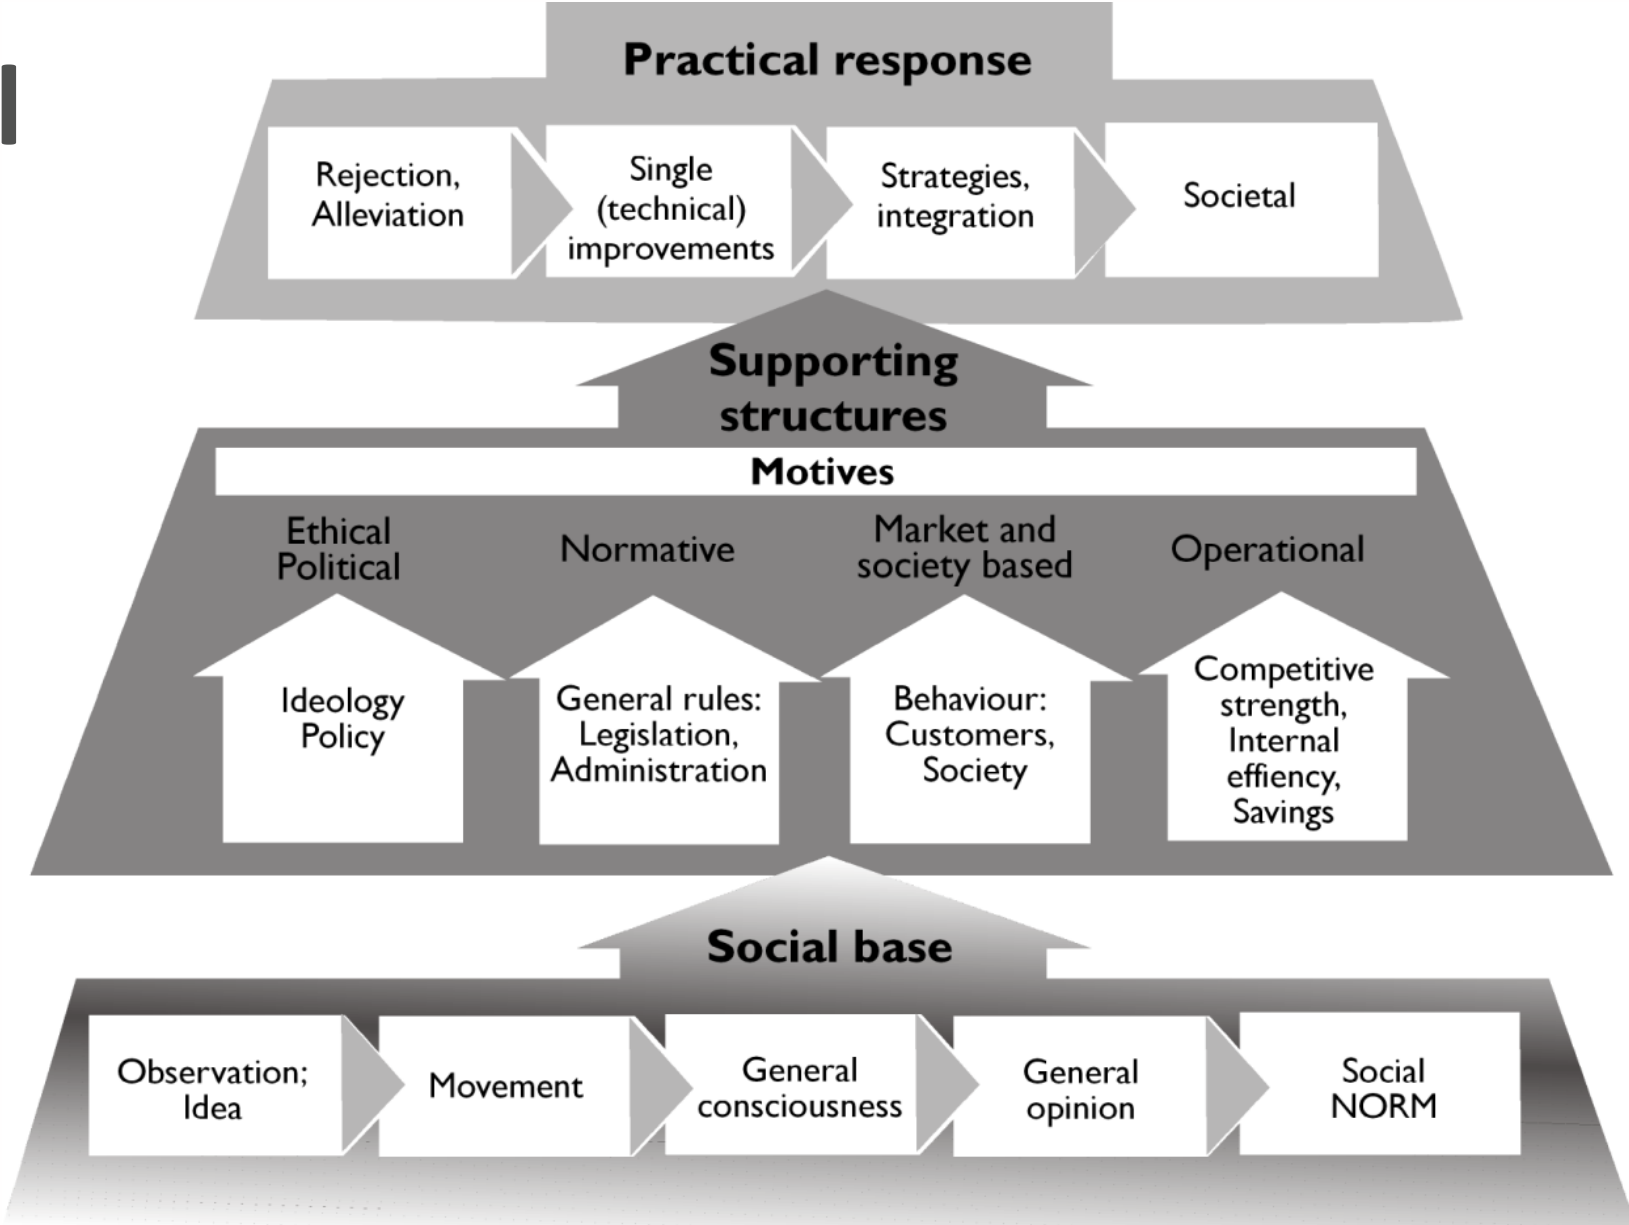 Practical response
Rejection,
Alleviation
Single
(technical)
improvements
Strategies,
integration
Societal
Supporting
structures
Motives
Ethical
Political
Normative
Market and
society based
Operational
Ideology
Policy
General rules:
Legislation,
Administration
Behaviour:
Customers,
Society
Competitive
strength,
Internal
effiency,
Savings
Social base
Observation;
Idea
Movement
General
consciousness
General
opinion
Social
NORM